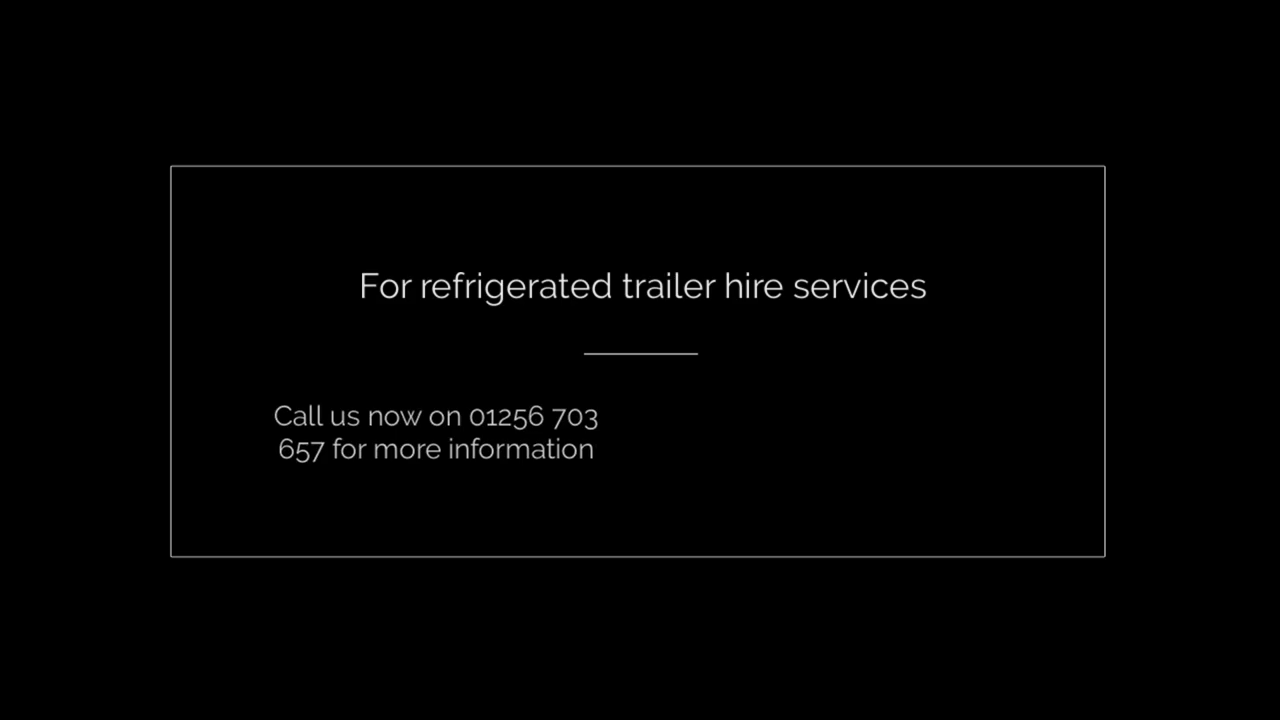 For refrigerated trailer hire services
Call us now on 01256 703
657 for more information